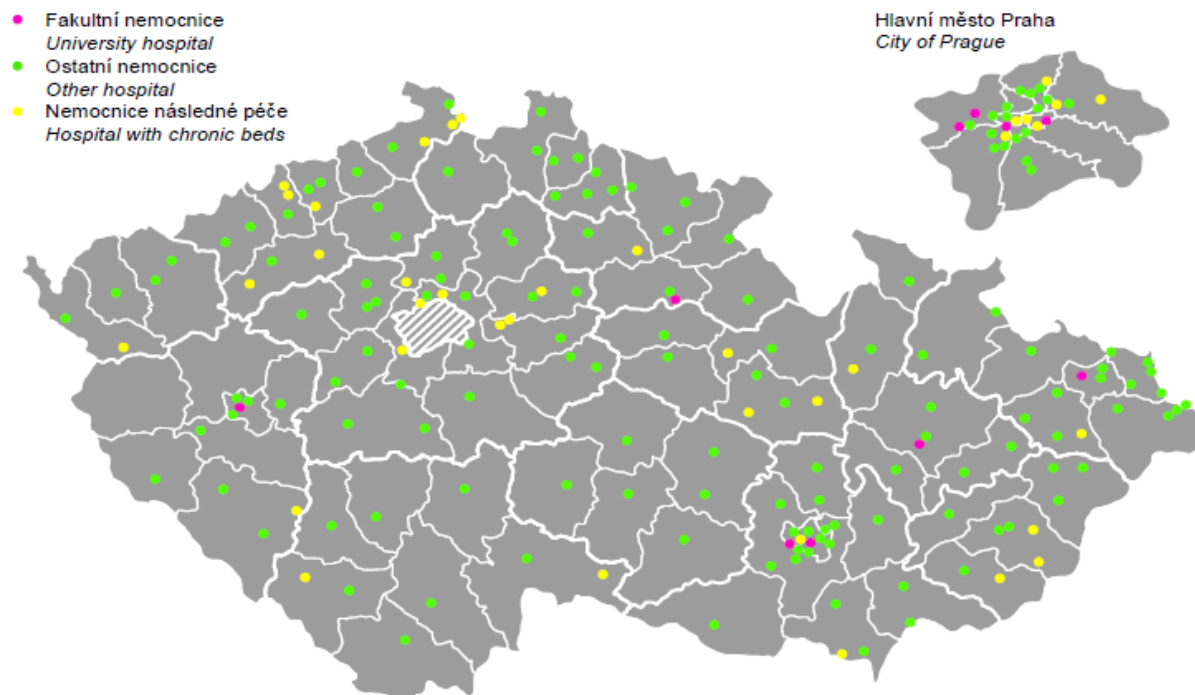 Fakultní nemocnice
University hospital
Ostatní nemocnice
Other hospital
Nemocnice následné péče
Hospital with chronic beds
Hlavní město Praha
City of Prague